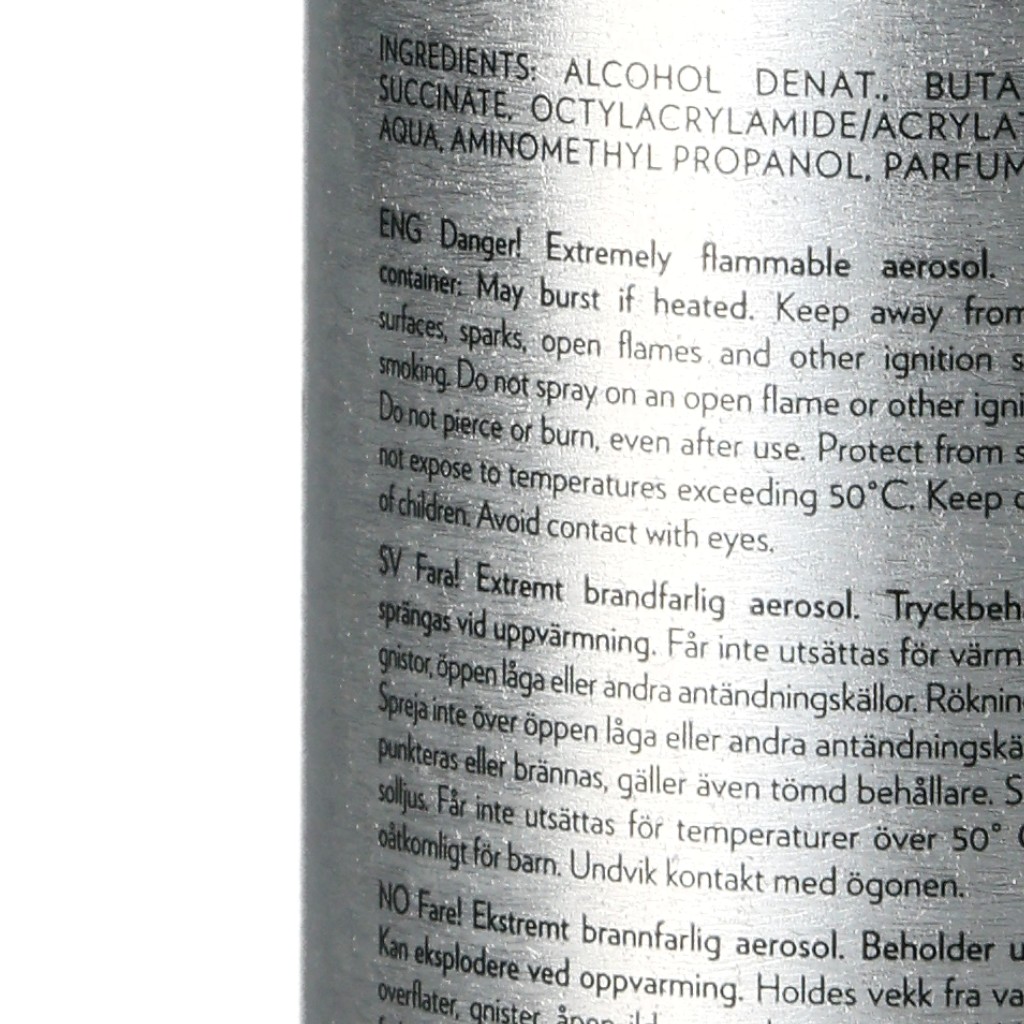 INGREDIENTS: ALCOHOL DENAT., BUTA
SUCCINATE, OCTYLACRYLAMIDE/ACRYLAT
AQUA, AMINOMETHYL PROPANOL, PARFUM
ENG Danger! Extremely flammable aerosol.
container: May burst if heated. Keep away from
surfaces, sparks, open flames and other ignition s
smoking. Do not spray on an open flame or other igni
Do not pierce or burn, even after use. Protect from s
not expose to temperatures exceeding 50°C. Keep o
of children. Avoid contact with eyes.
SV Fara! Extremt brandfarlig aerosol. Tryckbeh
sprängas vid uppvärmning. Får inte utsättas för värm
gnistor, öppen låga eller andra antändningskällor. Röknin
Spreja inte över öppen låga eller andra antändningskä
punkteras eller brännas, gäller även tömd behållare. S
solljus. Får inte utsättas för temperaturer över 50° C
oåtkomligt för barn. Undvik kontakt med ögonen.
NO Fare! Ekstremt brannfarlig aerosol. Beholder u
Kan eksplodere ved oppvarming. Holdes vekk fra va
overflater, gnister, åpen ild